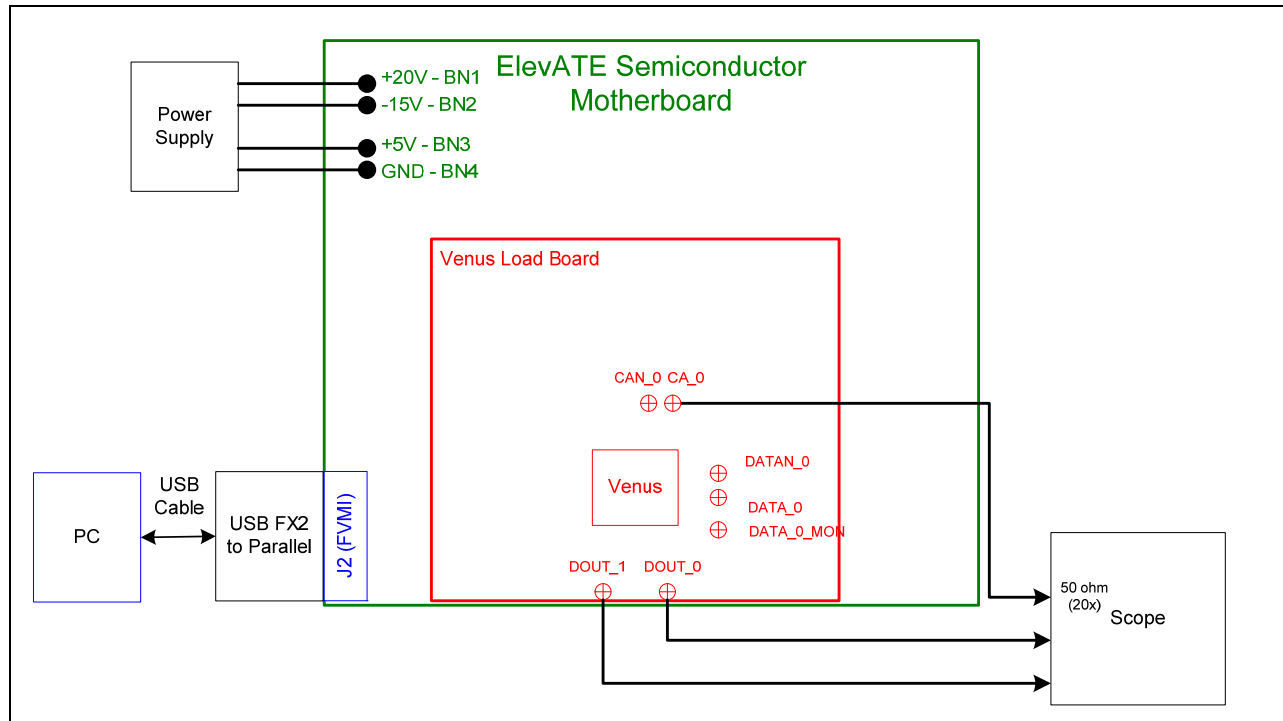 ElevATE Semiconductor
Motherboard
Power
Supply
+20V - BN1
-15V - BN2
+5V - BN3
GND - BN4
Venus Load Board
CAN_0 CA_0
Venus
DATAN_0
DATA_0
DATA_0_MON
DOUT_1 DOUT_0
PC
USB
Cable
USB FX2
to Parallel
J2 (FVMI)
50 ohm
(20x)
Scope